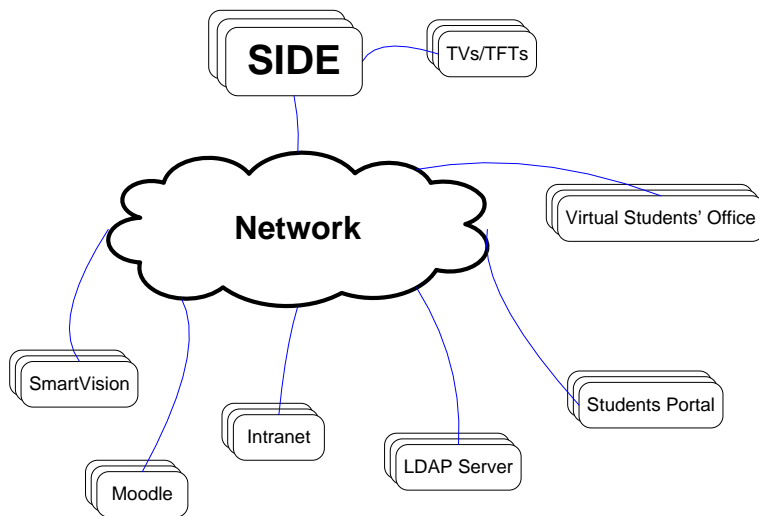 SIDE
TVs/TFTs
Virtual Students’ Office
Network
SmartVision
Students Portal
Intranet
LDAP Server
Moodle